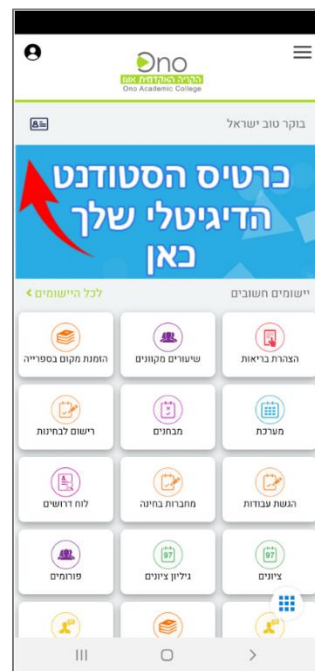 Ono
הקריה האקדמית אונו
Ono Academic College
בוקר טוב ישראל
כרטיס הסטודנט
הדיגיטלי שלך
כאן
יישומים חשובים
לכל היישומים
הצהרת בריאות
שיעורים מקוונים
הזמנת מקום בספרייה
מערכת
מבחנים
רישום לבחינות
הגשת עבודות
מחברות בחינה
לוח דרושים
97
97
ציונים
גיליון ציונים
פורומים